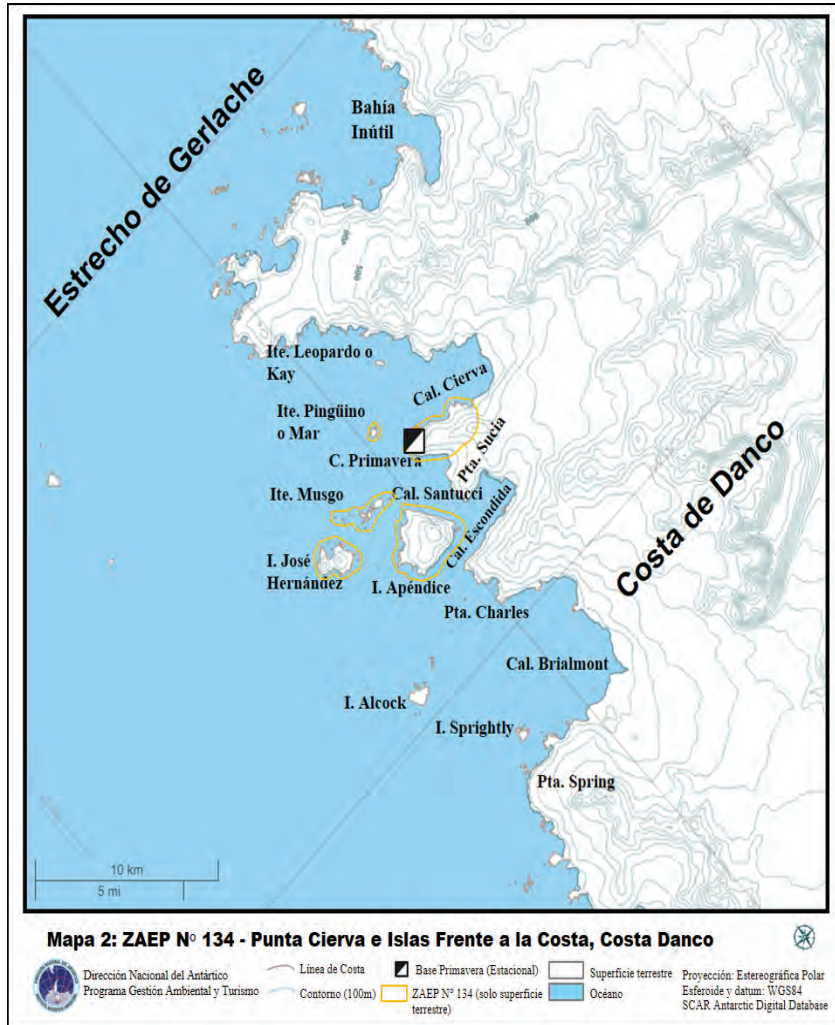 Bahía
Inútil
Estrecho de Gerlache
600
500
Ite. Leopardo o
Kay
Cal. Cierva
Ite. Pingüino
o Mar
C. Primavera
Pta. Sucia
Ite. Musgo
Cal. Santucci
Cal. Escondida
Costa de Danco
I. José
Hernández
I. Apéndice
Pta. Charles
Cal. Brialmont
I. Alcock
I. Sprightly
Pta. Spring
10 km
5 mi
Mapa 2: ZAEP Nº 134 - Punta Cierva e Islas Frente a la Costa, Costa Danco
Dirección Nacional del Antártico
Programa Gestión Ambiental y Turismo
Línea de Costa
Contorno (100m)
Base Primavera (Estacional)
ZAEP Nº 134 (solo superficie
terrestre)
Superficie terrestre
Océano
Proyección: Estereográfica Polar
Esferoide y datum: WGS84
SCAR Antarctic Digital Database